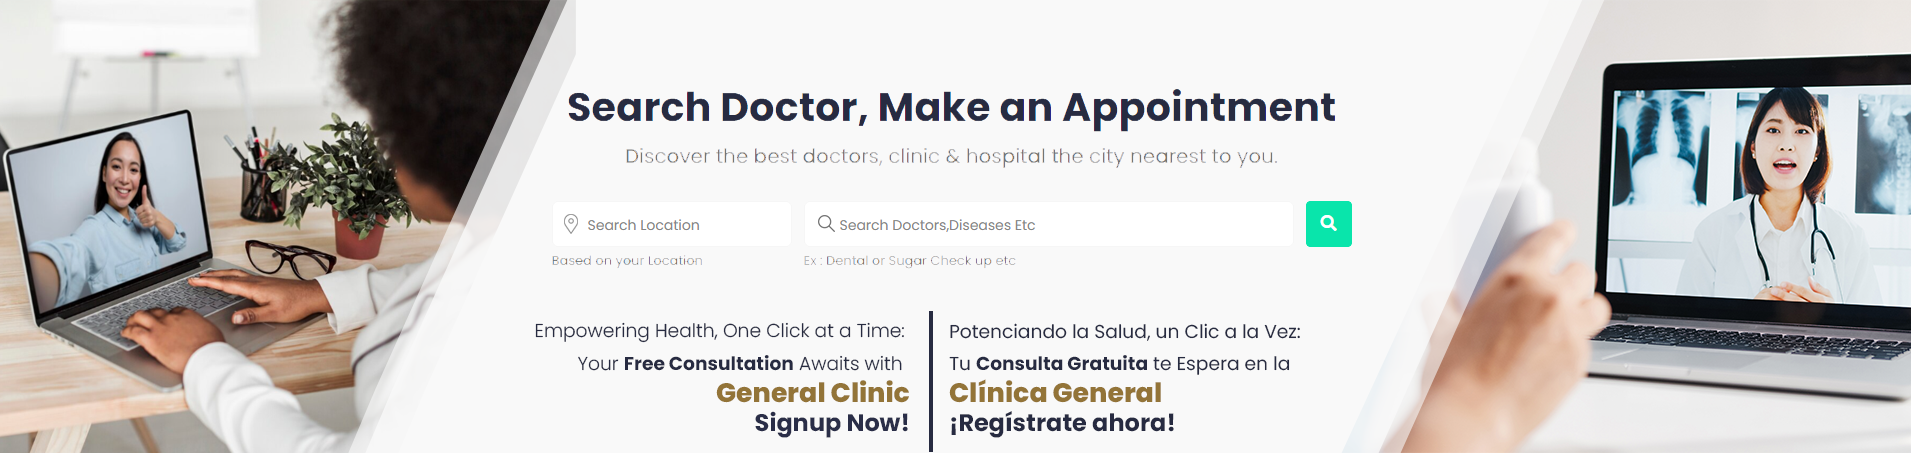 Search Doctor, Make an Appointment
Discover the best doctors, clinic & hospital the city nearest to you.
Search Location
Search Doctors,Diseases Etc
Based on your Location
Ex : Dental or Sugar Check up etc
Empowering Health, One Click at a Time:
Your Free Consultation Awaits with
General Clinic
Signup Now!
Potenciando la Salud, un Clic a la Vez:
Tu Consulta Gratuita te Espera en la
Clínica General
¡Regístrate ahora!